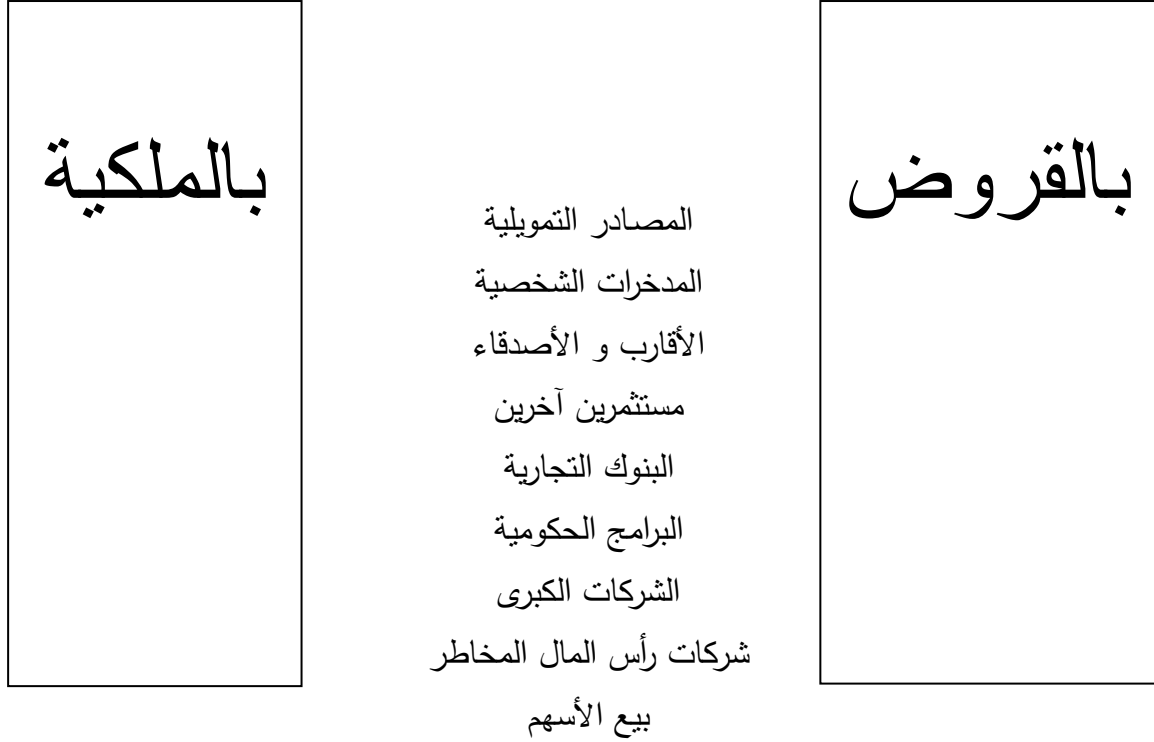 بالقروض
بالملكية
المصادر التمويلية
المدخرات الشخصية
الأقارب و الأصدقاء
مستثمرين آخرين
البنوك التجارية
البرامج الحكومية
الشركات الكبرى
شركات رأس المال المخاطر
بيع الأسهم